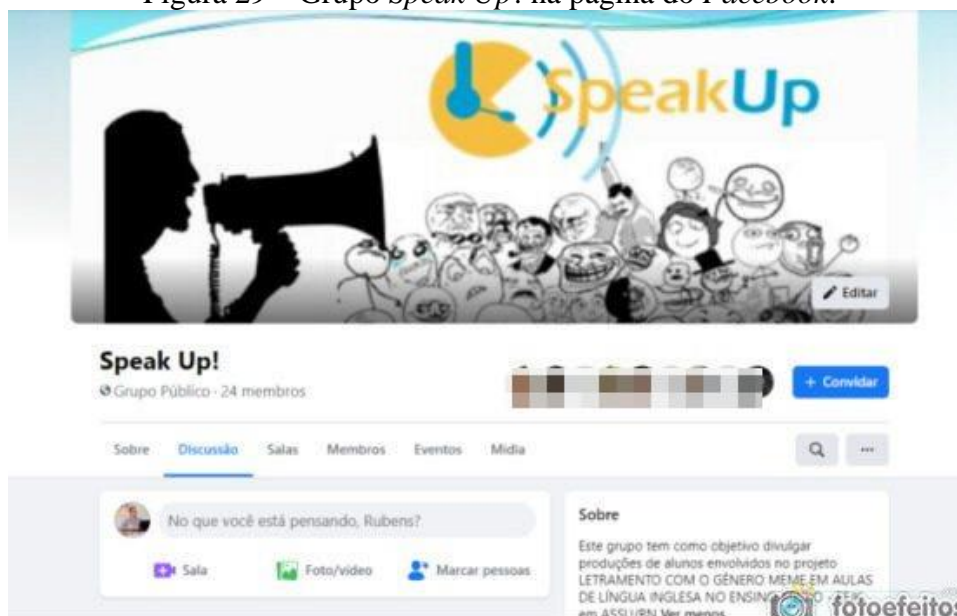 Figura 29 – Grupo Speak Up! na página do Facebook.
SpeakUp
Editar
Speak Up!
Grupo Público · 24 membros
+ Convidar
Sobre Discussão Salas Membros Eventos Mídia
No que você está pensando, Rubens?
Sala Foto/vídeo Marcar pessoas
Sobre
Este grupo tem como objetivo divulgar
produções de alunos envolvidos no projeto
LETRAMENTO COM O GÊNERO MEME EM AULAS
DE LÍNGUA INGLESA NO ENSINO
em ASSU/RN Ver menos
fotoefeitos